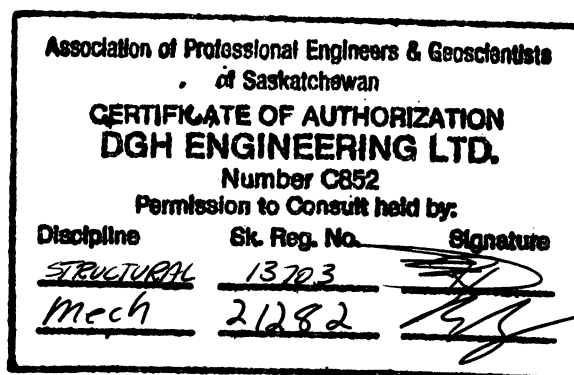 Association of Professional Engineers & Geoscientists
of Saskatchewan
CERTIFICATE OF AUTHORIZATION
DGH ENGINEERING LTD.
Number C852
Permission to Consult held by:
Discipline Sk. Reg. No. Signature
STRUCTURAL 13703
Mech 21282